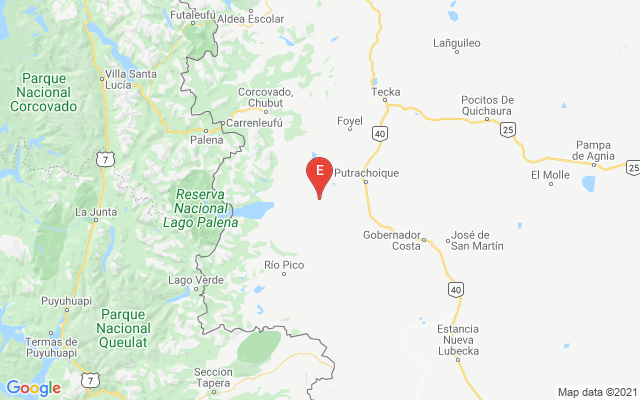 Futaleufú
Aldea Escolar
Lañguileo
Parque
Nacional
Corcovado
Villa Santa
Lucía
Corcovado,
Chubut
Tecka
Pocitos De
Quichaura
Carrenleufú
Foyel
40
25
Palena
Pampa
de Agnia
7
25
E
Putrachoique
El Molle
Reserva
Nacional
Lago Palena
La Junta
Gobernador
Costa
José de
San Martín
Río Pico
Lago Verde
40
Puyuhuapi
Parque
Nacional
Queulat
Termas de
Puyuhuapi
Estancia
Nueva
Lubecka
7
Seccion
Tapera
Google
Map data ©2021